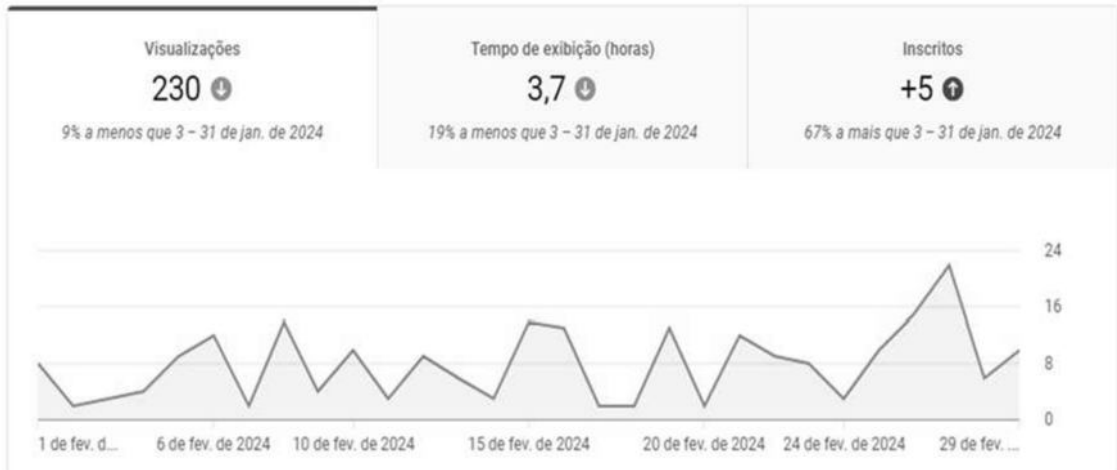 Visualizações
230
9% a menos que 3 – 31 de jan. de 2024
Tempo de exibição (horas)
3,7
19% a menos que 3 – 31 de jan. de 2024
Inscritos
+5
67% a mais que 3 – 31 de jan. de 2024
24
16
8
0
1 de fev. d...
6 de fev. de 2024
10 de fev. de 2024
15 de fev. de 2024
20 de fev. de 2024
24 de fev. de 2024
29 de fev. ...